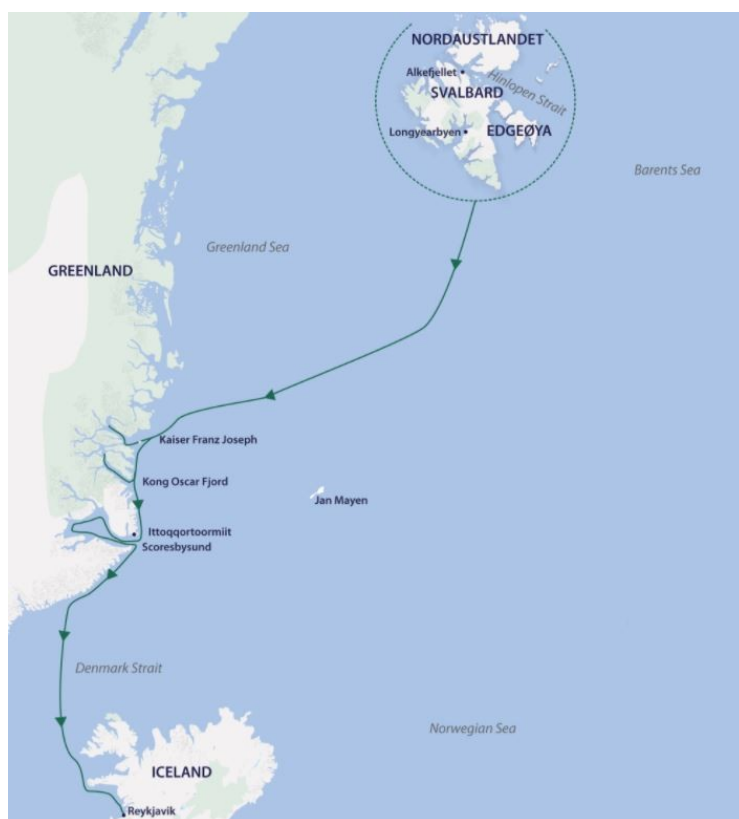 NORDAUSTLANDET
Alkefjellet
Hinlopen Strait
SVALBARD
Longyearbyen
EDGEØYA
Barents Sea
Greenland Sea
GREENLAND
Kaiser Franz Joseph
Kong Oscar Fjord
Jan Mayen
Ittoqqortoormiit
Scoresbysund
Denmark Strait
Norwegian Sea
ICELAND
Reykjavik